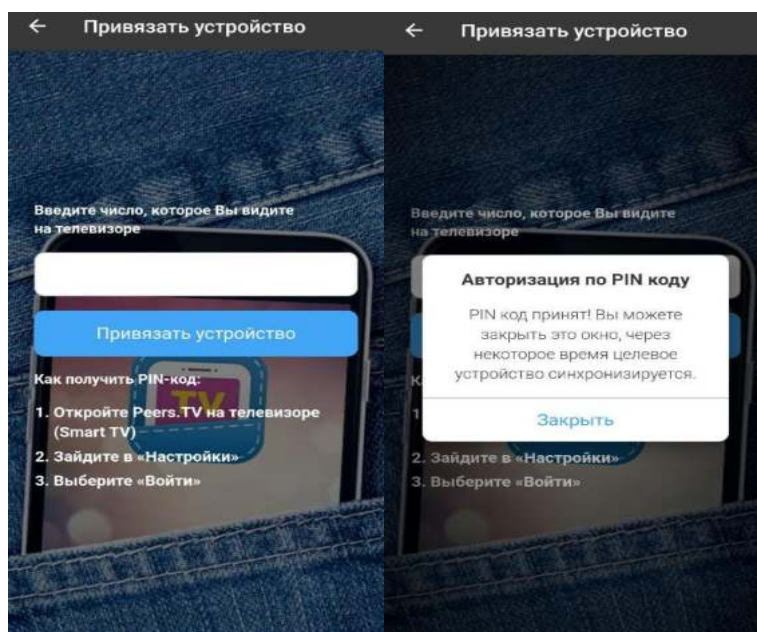 Привязать устройство
Введите число, которое Вы видите
на телевизоре
Привязать устройство
Как получить PIN-код:
1. Откройте Peers.TV на телевизоре
(Smart TV)
2. Зайдите в «Настройки»
3. Выберите «Войти»
TV
Привязать устройство
Введите число, которое Вы видите
на телевизоре
Авторизация по PIN коду
PIN код принят! Вы можете
закрыть это окно, через
некоторое время целевое
устройство синхронизируется.
Закрыть
К
1
2. Зайдите в «Настройки»
3. Выберите «Войти»